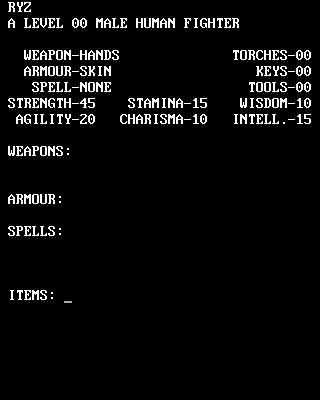 RYZ
A LEVEL 00 MALE HUMAN FIGHTER
WEAPON-HANDS TORCHES-00
ARMOUR-SKIN KEYS-00
SPELL-NONE TOOLS-00
STRENGTH-45 STAMINA-15 WISDOM-10
AGILITY-20 CHARISMA-10 INTELL.-15
WEAPONS:
ARMOUR:
SPELLS:
ITEMS: _